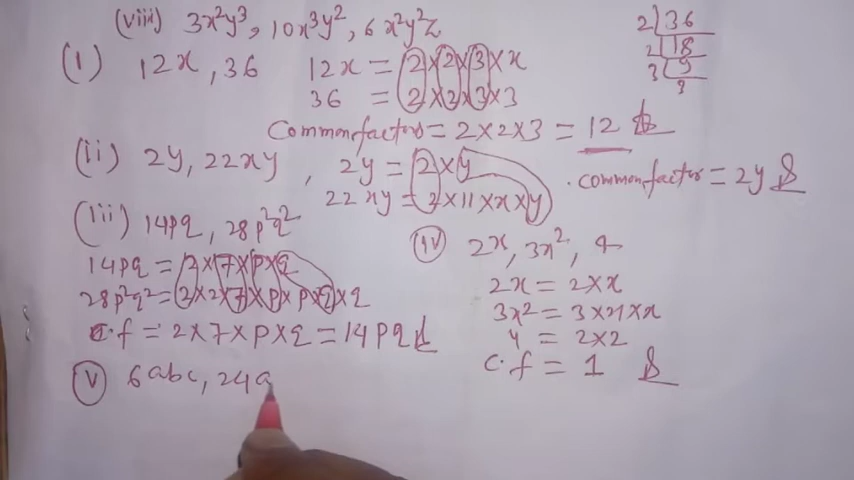 (viii) 3x²y³, 10x³y², 6x²y²z
(i) 12x, 36
12x = 2×2×3×x
36 = 2×2×3×3
Common factors = 2×2×3 = 12
2 36
2 18
3 9
3
(ii) 2y, 22xy, 2y = 2×y
22xy = 2×11×x×y
common factor = 2y
(iii) 14pq, 28p²q²
14pq = 2×7×p×q
28p²q² = 2×2×7×p×p×q×q
c.f = 2×7×p×q = 14pq
(iv) 2x, 3x², 4
2x = 2×x
3x² = 3×x×x
4 = 2×2
c.f = 1
(v) 6abc, 24a